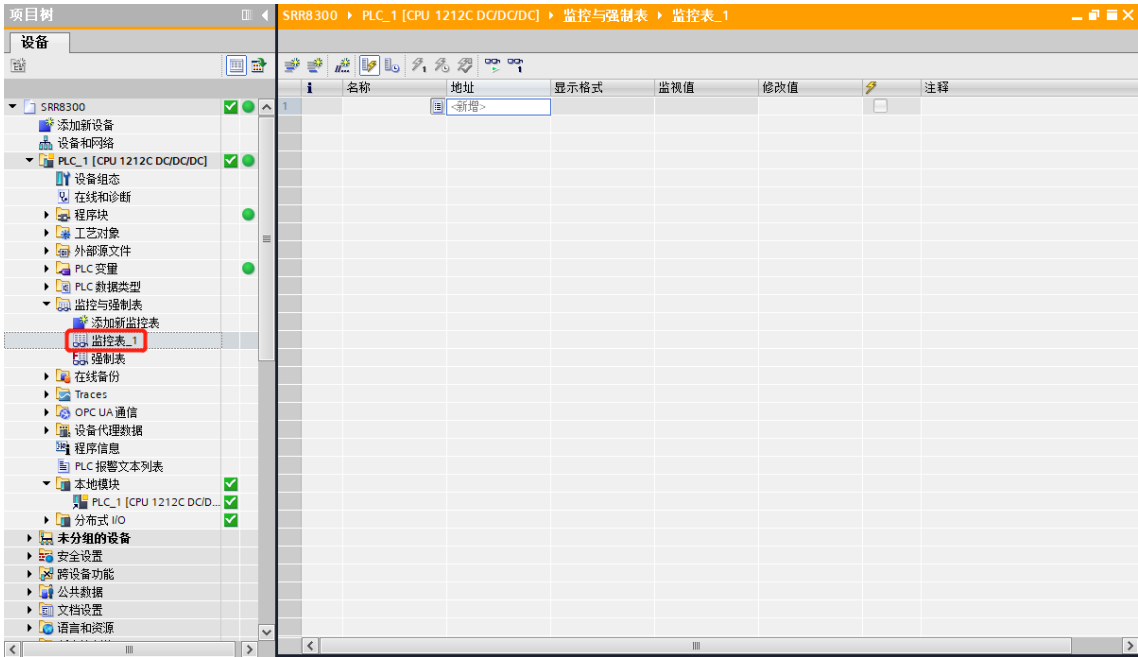 项目树
SRR8300 ▸ PLC_1 [CPU 1212C DC/DC/DC] ▸ 监控与强制表 ▸ 监控表_1
设备
i 名称 地址 显示格式 监视值 修改值 注释
1 <新增>
SRR8300
添加新设备
设备和网络
PLC_1 [CPU 1212C DC/DC/DC]
设备组态
在线和诊断
程序块
工艺对象
外部源文件
PLC 变量
PLC 数据类型
监控与强制表
添加新监控表
监控表_1
强制表
在线备份
Traces
OPC UA 通信
设备代理数据
程序信息
PLC 报警文本列表
本地模块
PLC_1 [CPU 1212C DC/D...
分布式 I/O
未分组的设备
安全设置
跨设备功能
公共数据
文档设置
语言和资源